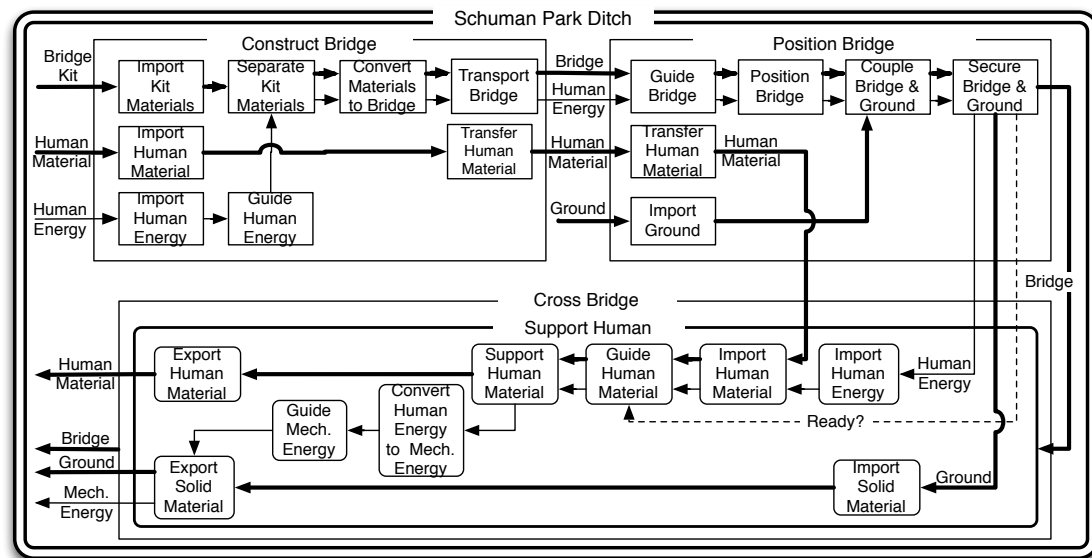 Schuman Park Ditch
Construct Bridge
Position Bridge
Bridge
Kit
Import
Kit
Materials
Separate
Kit
Materials
Convert
Materials
to Bridge
Transport
Bridge
Bridge
Human
Energy
Guide
Bridge
Position
Bridge
Couple
Bridge &
Ground
Secure
Bridge &
Ground
Human
Material
Import
Human
Material
Transfer
Human
Material
Human
Material
Transfer
Human
Material
Human
Material
Human
Energy
Import
Human
Energy
Guide
Human
Energy
Ground
Import
Ground
Bridge
Cross Bridge
Support Human
Human
Material
Export
Human
Material
Support
Human
Material
Guide
Human
Material
Import
Human
Material
Import
Human
Energy
Human
Energy
Ready?
Guide
Mech.
Energy
Convert
Human
Energy
to Mech.
Energy
Bridge
Ground
Mech.
Energy
Export
Solid
Material
Import
Solid
Material
Ground